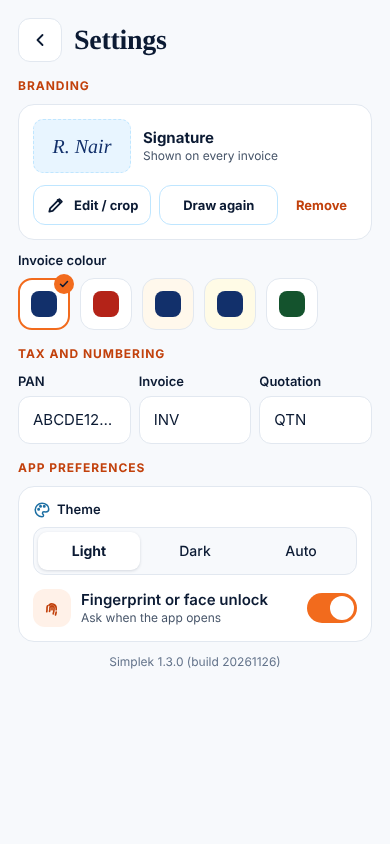 Settings
BRANDING
R. Nair
Signature
Shown on every invoice
Edit / crop
Draw again
Remove
Invoice colour
TAX AND NUMBERING
PAN
Invoice
Quotation
ABCDE12...
INV
QTN
APP PREFERENCES
Theme
Light
Dark
Auto
Fingerprint or face unlock
Ask when the app opens
Simplek 1.3.0 (build 20261126)